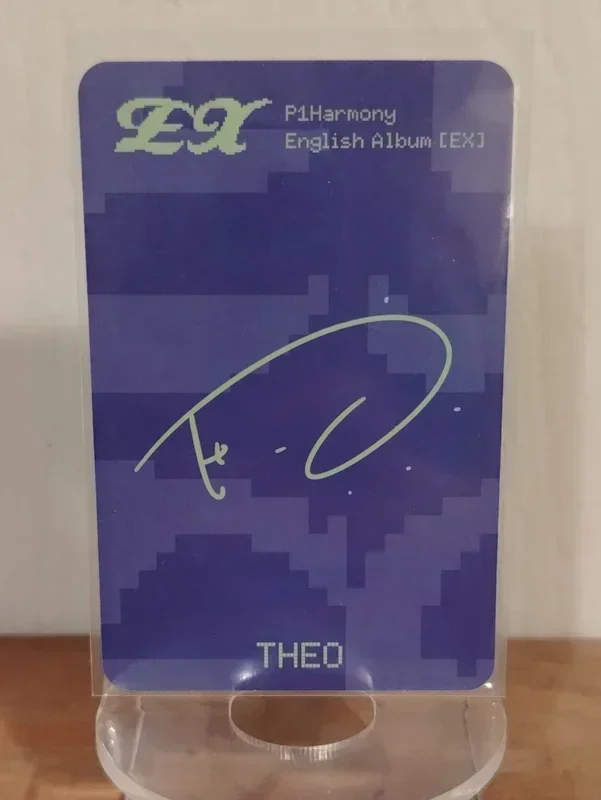 EX
P1Harmony
English Album [EX]
THEO